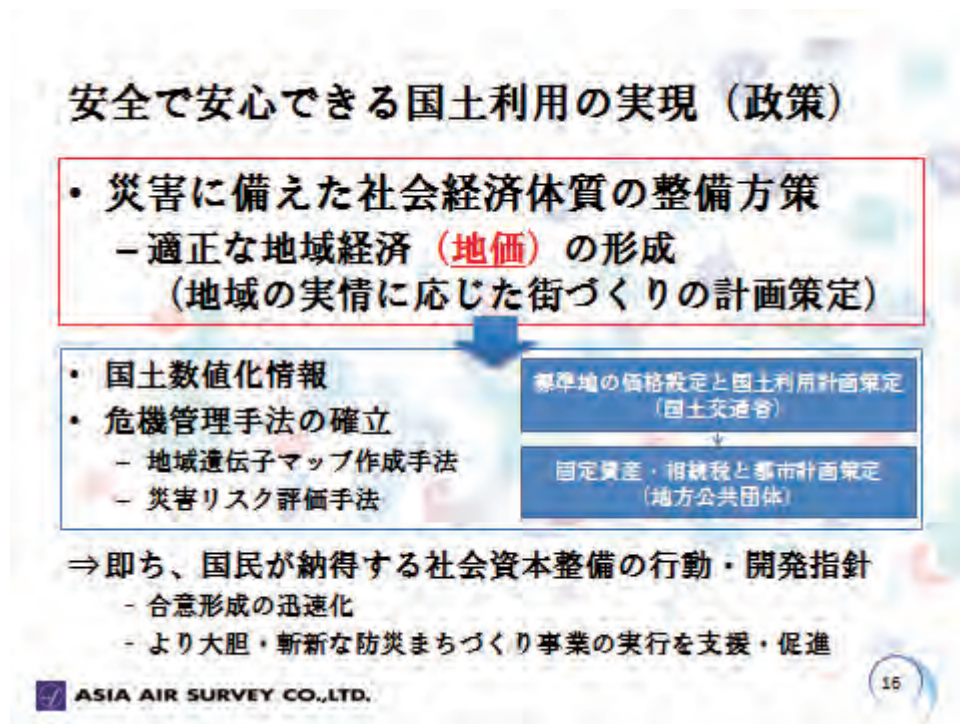 安全で安心できる国土利用の実現（政策）
• 災害に備えた社会経済体質の整備方策
－適正な地域経済（地価）の形成
（地域の実情に応じた街づくりの計画策定）
• 国土数値化情報
• 危機管理手法の確立
－ 地域遺伝子マップ作成手法
－ 災害リスク評価手法
標準地の価格設定と国土利用計画策定
（国土交通省）
固定資産・相続税と都市計画策定
（地方公共団体）
⇒即ち、国民が納得する社会資本整備の行動・開発指針
- 合意形成の迅速化
- より大胆・斬新な防災まちづくり事業の実行を支援・促進
ASIA AIR SURVEY CO.,LTD.
16